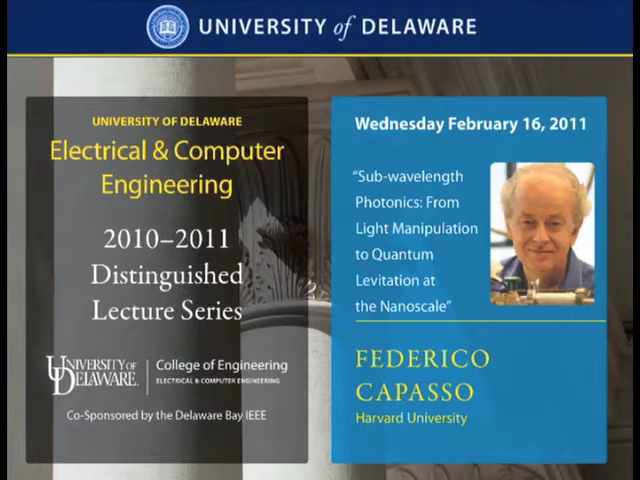 UNIVERSITY of DELAWARE
UNIVERSITY OF DELAWARE
Electrical & Computer
Engineering
2010–2011
Distinguished
Lecture Series
UNIVERSITY OF
DELAWARE.
College of Engineering
ELECTRICAL & COMPUTER ENGINEERING
Co-Sponsored by the Delaware Bay IEEE
Wednesday February 16, 2011
“Sub-wavelength
Photonics: From
Light Manipulation
to Quantum
Levitation at
the Nanoscale”
FEDERICO
CAPASSO
Harvard University